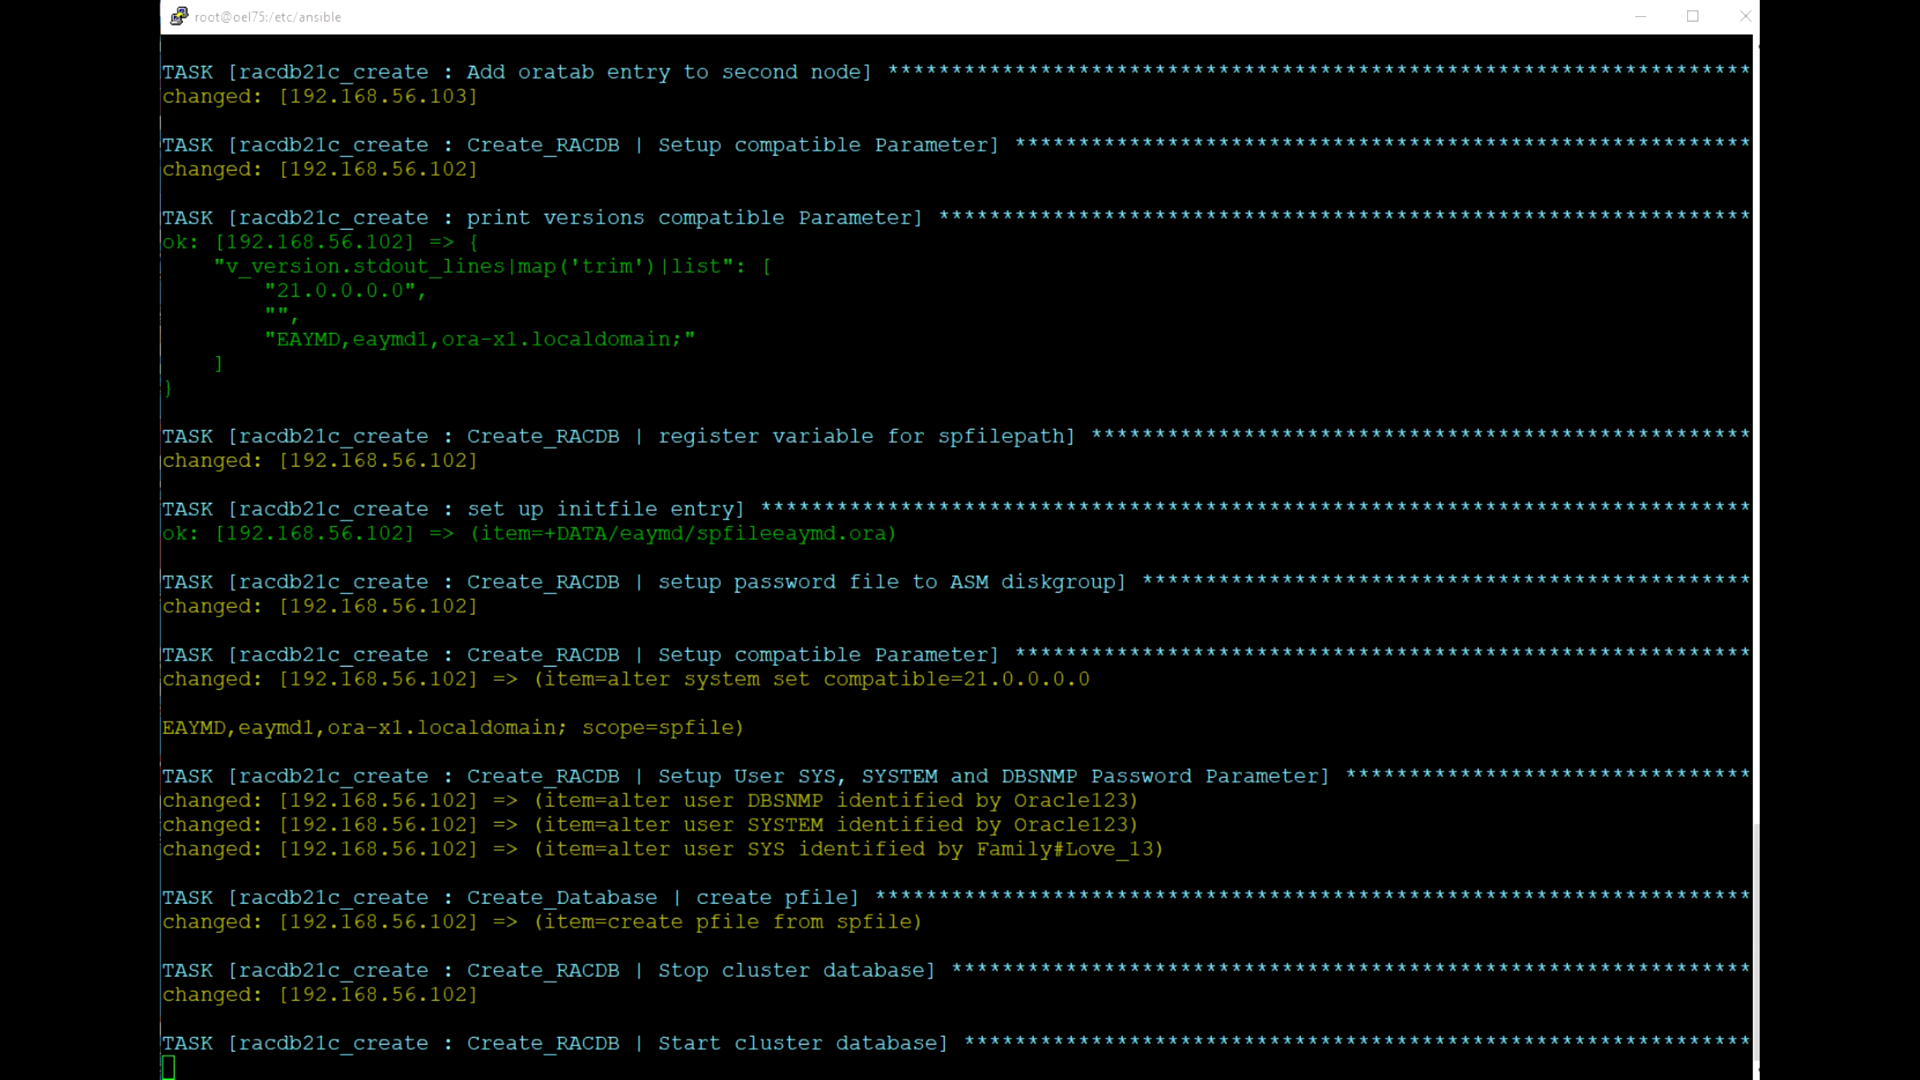 root@oel75:/etc/ansible
TASK [racdb21c_create : Add oratab entry to second node] ********************************************************************
changed: [192.168.56.103]
TASK [racdb21c_create : Create_RACDB | Setup compatible Parameter] **********************************************************
changed: [192.168.56.102]
TASK [racdb21c_create : print versions compatible Parameter] ****************************************************************
ok: [192.168.56.102] => {
    "v_version.stdout_lines|map('trim')|list": [
        "21.0.0.0.0",
        "",
        "EAYMD,eaymd1,ora-x1.localdomain;"
    ]
}
TASK [racdb21c_create : Create_RACDB | register variable for spfilepath] ****************************************************
changed: [192.168.56.102]
TASK [racdb21c_create : set up initfile entry] ******************************************************************************
ok: [192.168.56.102] => (item=+DATA/eaymd/spfileeaymd.ora)
TASK [racdb21c_create : Create_RACDB | setup password file to ASM diskgroup] ************************************************
changed: [192.168.56.102]
TASK [racdb21c_create : Create_RACDB | Setup compatible Parameter] **********************************************************
changed: [192.168.56.102] => (item=alter system set compatible=21.0.0.0.0
EAYMD,eaymd1,ora-x1.localdomain; scope=spfile)
TASK [racdb21c_create : Create_RACDB | Setup User SYS, SYSTEM and DBSNMP Password Parameter] ********************************
changed: [192.168.56.102] => (item=alter user DBSNMP identified by Oracle123)
changed: [192.168.56.102] => (item=alter user SYSTEM identified by Oracle123)
changed: [192.168.56.102] => (item=alter user SYS identified by Family#Love_13)
TASK [racdb21c_create : Create_Database | create pfile] *********************************************************************
changed: [192.168.56.102] => (item=create pfile from spfile)
TASK [racdb21c_create : Create_RACDB | Stop cluster database] ***************************************************************
changed: [192.168.56.102]
TASK [racdb21c_create : Create_RACDB | Start cluster database] **************************************************************